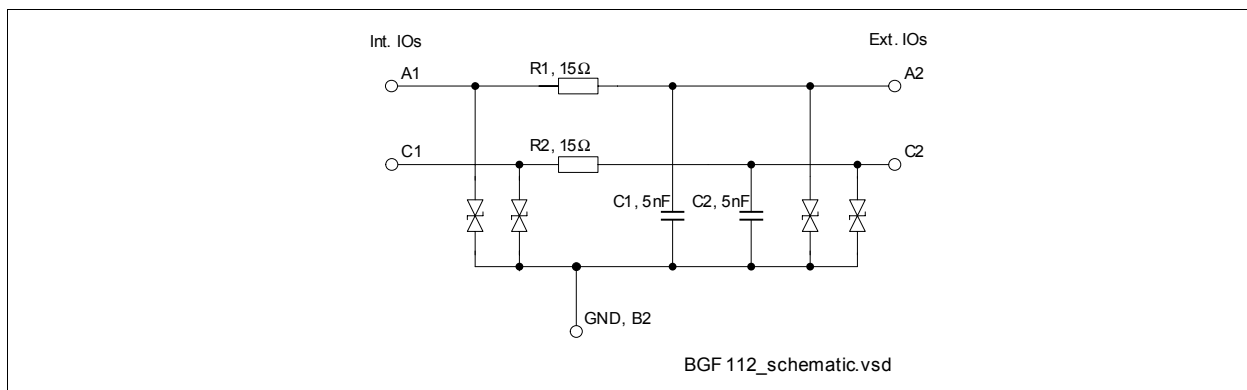 Int. IOs
Ext. IOs
A1
R1, 15Ω
A2
C1
R2, 15Ω
C2
C1, 5nF
C2, 5nF
GND, B2
BGF 112_schematic.vsd